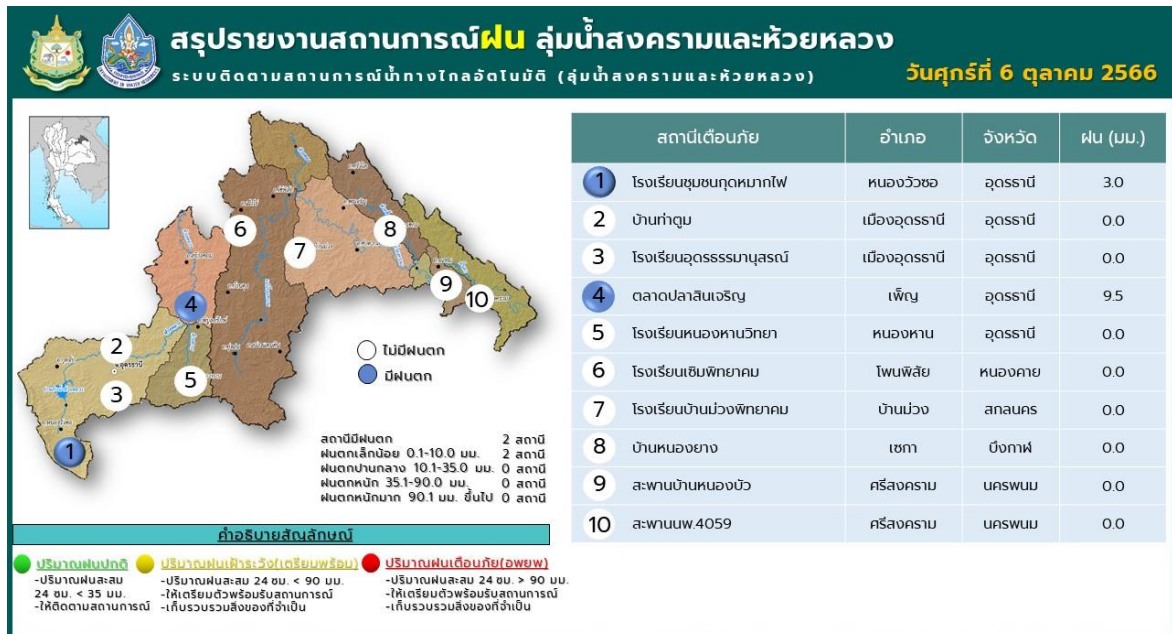 สรุปรายงานสถานการณ์ฝน ลุ่มน้ำสงครามและห้วยหลวง
ระบบติดตามสถานการณ์น้ำทางไกลอัตโนมัติ (ลุ่มน้ำสงครามและห้วยหลวง)
วันศุกร์ที่ 6 ตุลาคม 2566
สถานีเตือนภัย อำเภอ จังหวัด ฝน (มม.)
1 โรงเรียนชุมชนกุดหมากไฟ หนองวัวซอ อุดรธานี 3.0
2 บ้านท่าตูม เมืองอุดรธานี อุดรธานี 0.0
3 โรงเรียนอุดรธรรมานุสรณ์ เมืองอุดรธานี อุดรธานี 0.0
4 ตลาดปลาสินเจริญ เพ็ญ อุดรธานี 9.5
5 โรงเรียนหนองหานวิทยา หนองหาน อุดรธานี 0.0
6 โรงเรียนเซิมพิทยาคม โพนพิสัย หนองคาย 0.0
7 โรงเรียนบ้านม่วงพิทยาคม บ้านม่วง สกลนคร 0.0
8 บ้านหนองยาง เซกา บึงกาฬ 0.0
9 สะพานบ้านหนองบัว ศรีสงคราม นครพนม 0.0
10 สะพานนพ.4059 ศรีสงคราม นครพนม 0.0
6
8
7
9
10
4
2
อุดรธานี
3
5
1
ไม่มีฝนตก
มีฝนตก
สถานีมีฝนตก 2 สถานี
ฝนตกเล็กน้อย 0.1-10.0 มม. 2 สถานี
ฝนตกปานกลาง 10.1-35.0 มม. 0 สถานี
ฝนตกหนัก 35.1-90.0 มม. 0 สถานี
ฝนตกหนักมาก 90.1 มม. ขึ้นไป 0 สถานี
คำอธิบายสัญลักษณ์
ปริมาณฝนปกติ
-ปริมาณฝนสะสม
24 ชม. < 35 มม.
-ให้ติดตามสถานการณ์
ปริมาณฝนเฝ้าระวัง(เตรียมพร้อม)
-ปริมาณฝนสะสม 24 ชม. < 90 มม.
-ให้เตรียมตัวพร้อมรับสถานการณ์
-เก็บรวบรวมสิ่งของที่จำเป็น
ปริมาณฝนเตือนภัย(อพยพ)
-ปริมาณฝนสะสม 24 ชม. > 90 มม.
-ให้เตรียมตัวพร้อมรับสถานการณ์
-เก็บรวบรวมสิ่งของที่จำเป็น